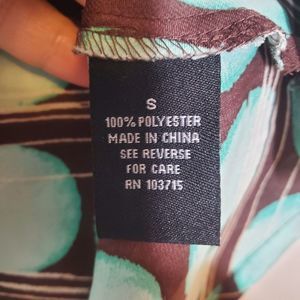 S
100% POLYESTER
MADE IN CHINA
SEE REVERSE
FOR CARE
RN 103715